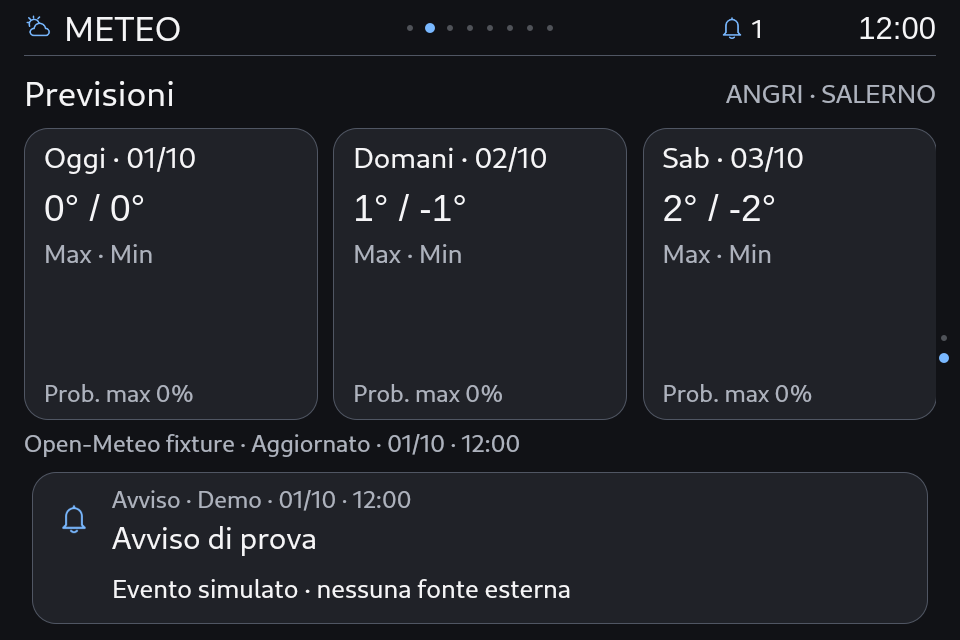 METEO
1
12:00
Previsioni
ANGRI · SALERNO
Oggi · 01/10
0° / 0°
Max · Min
Prob. max 0%
Domani · 02/10
1° / -1°
Max · Min
Prob. max 0%
Sab · 03/10
2° / -2°
Max · Min
Prob. max 0%
Open-Meteo fixture · Aggiornato · 01/10 · 12:00
Avviso · Demo · 01/10 · 12:00
Avviso di prova
Evento simulato · nessuna fonte esterna